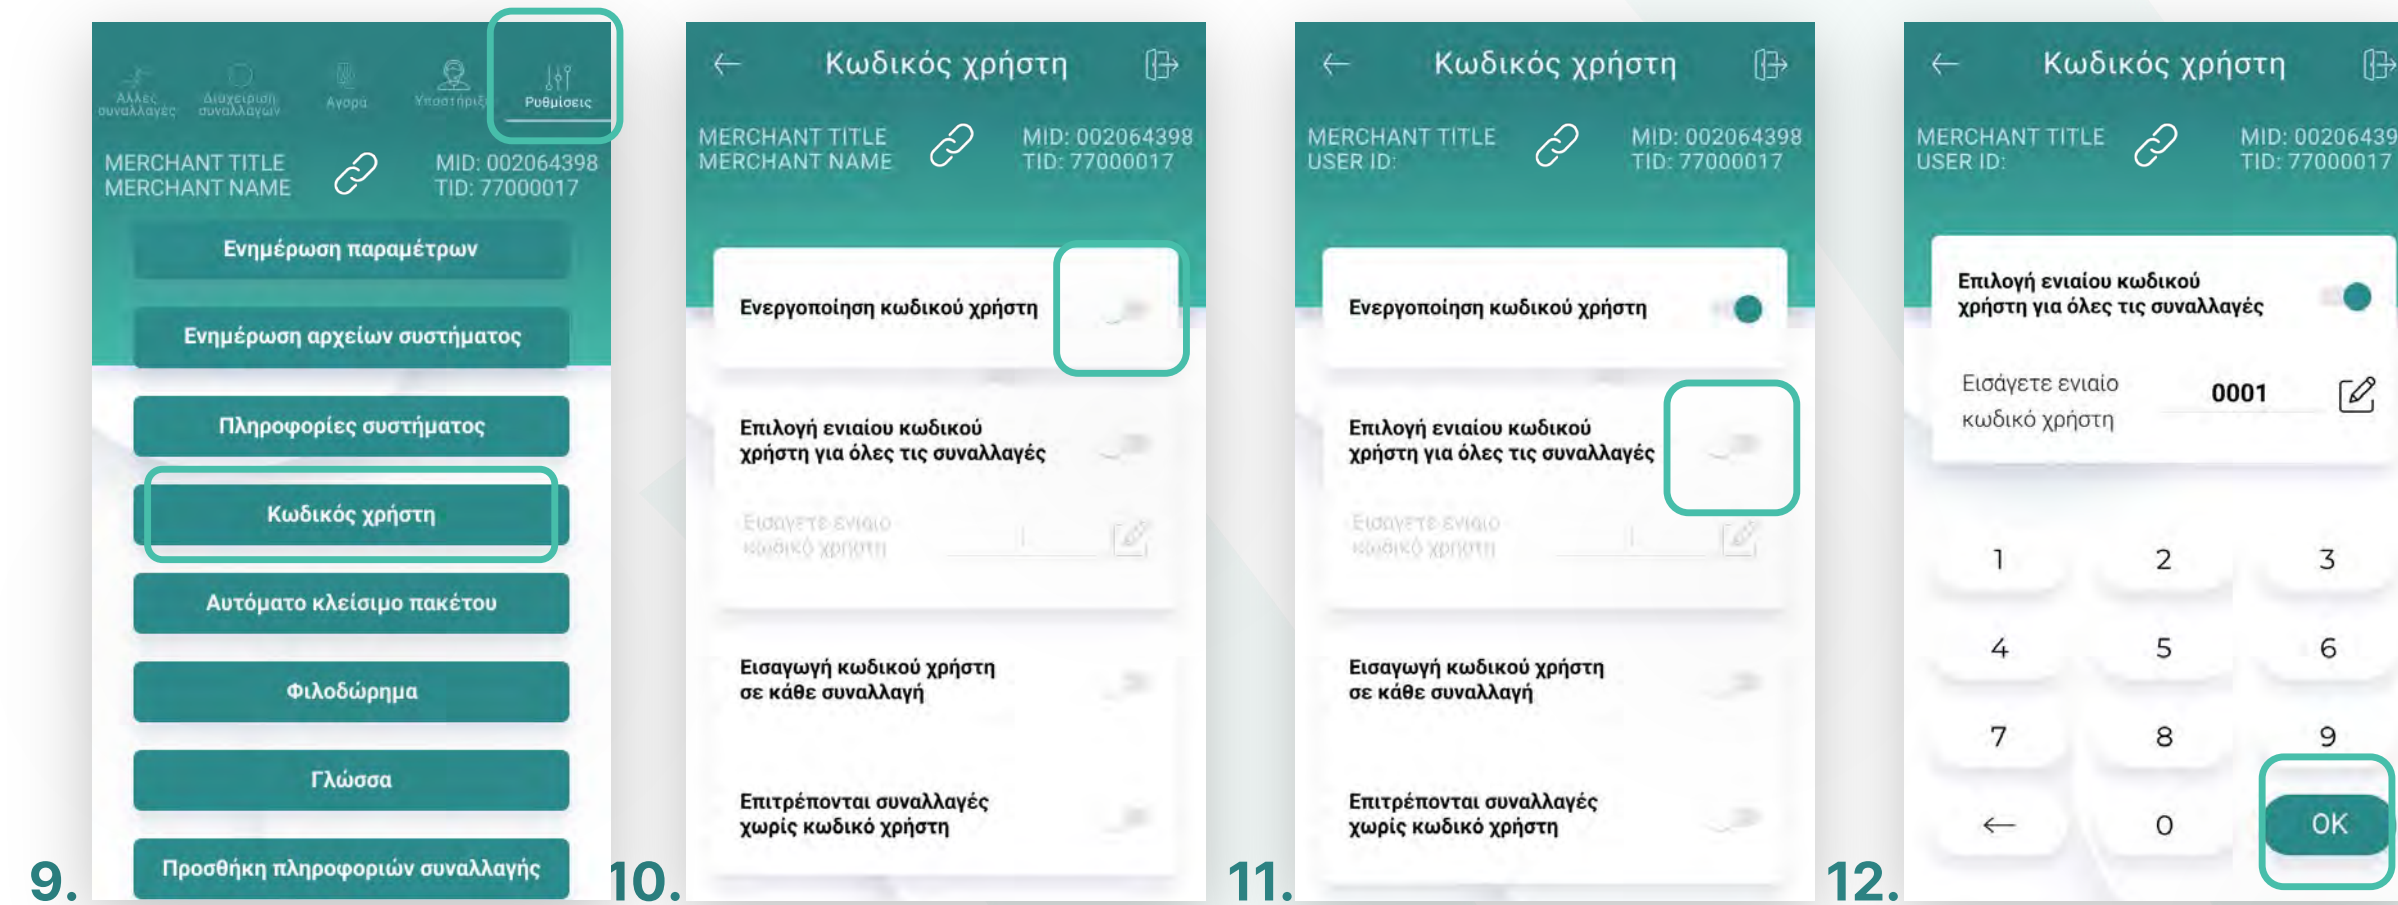 Άλλες
συναλλαγές
Διαχείριση
συναλλαγών
Αγορά
Υποστήριξη
Ρυθμίσεις
MERCHANT TITLE
MERCHANT NAME
MID: 002064398
TID: 77000017
Ενημέρωση παραμέτρων
Ενημέρωση αρχείων συστήματος
Πληροφορίες συστήματος
Κωδικός χρήστη
Αυτόματο κλείσιμο πακέτου
Φιλοδώρημα
Γλώσσα
Προσθήκη πληροφοριών συναλλαγής
9.
Κωδικός χρήστη
MERCHANT TITLE
MERCHANT NAME
MID: 002064398
TID: 77000017
Ενεργοποίηση κωδικού χρήστη
Επιλογή ενιαίου κωδικού
χρήστη για όλες τις συναλλαγές
Εισάγετε ενιαίο
κωδικό χρήστη
Εισαγωγή κωδικού χρήστη
σε κάθε συναλλαγή
Επιτρέπονται συναλλαγές
χωρίς κωδικό χρήστη
10.
Κωδικός χρήστη
MERCHANT TITLE
USER ID:
MID: 002064398
TID: 77000017
Ενεργοποίηση κωδικού χρήστη
Επιλογή ενιαίου κωδικού
χρήστη για όλες τις συναλλαγές
Εισάγετε ενιαίο
κωδικό χρήστη
Εισαγωγή κωδικού χρήστη
σε κάθε συναλλαγή
Επιτρέπονται συναλλαγές
χωρίς κωδικό χρήστη
11.
Κωδικός χρήστη
MERCHANT TITLE
USER ID:
MID: 00206439
TID: 77000017
Επιλογή ενιαίου κωδικού
χρήστη για όλες τις συναλλαγές
Εισάγετε ενιαίο
κωδικό χρήστη
0001
1 2 3
4 5 6
7 8 9
0 OK
12.